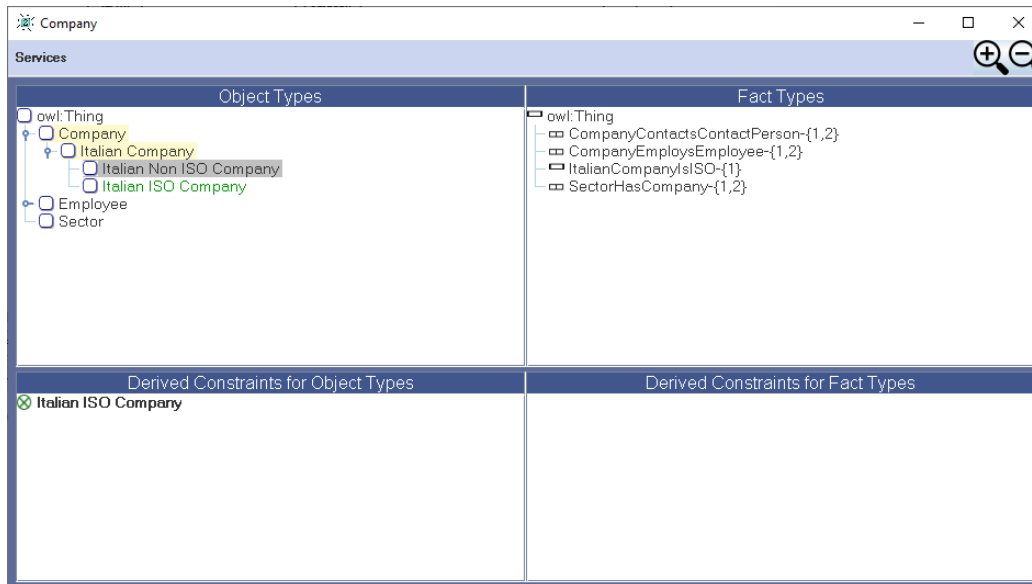 Company
Services
Object Types
owl:Thing
Company
Italian Company
Italian Non ISO Company
Italian ISO Company
Employee
Sector
Fact Types
owl:Thing
CompanyContactsContactPerson-{1,2}
CompanyEmploysEmployee-{1,2}
ItalianCompanyIsISO-{1}
SectorHasCompany-{1,2}
Derived Constraints for Object Types
Italian ISO Company
Derived Constraints for Fact Types